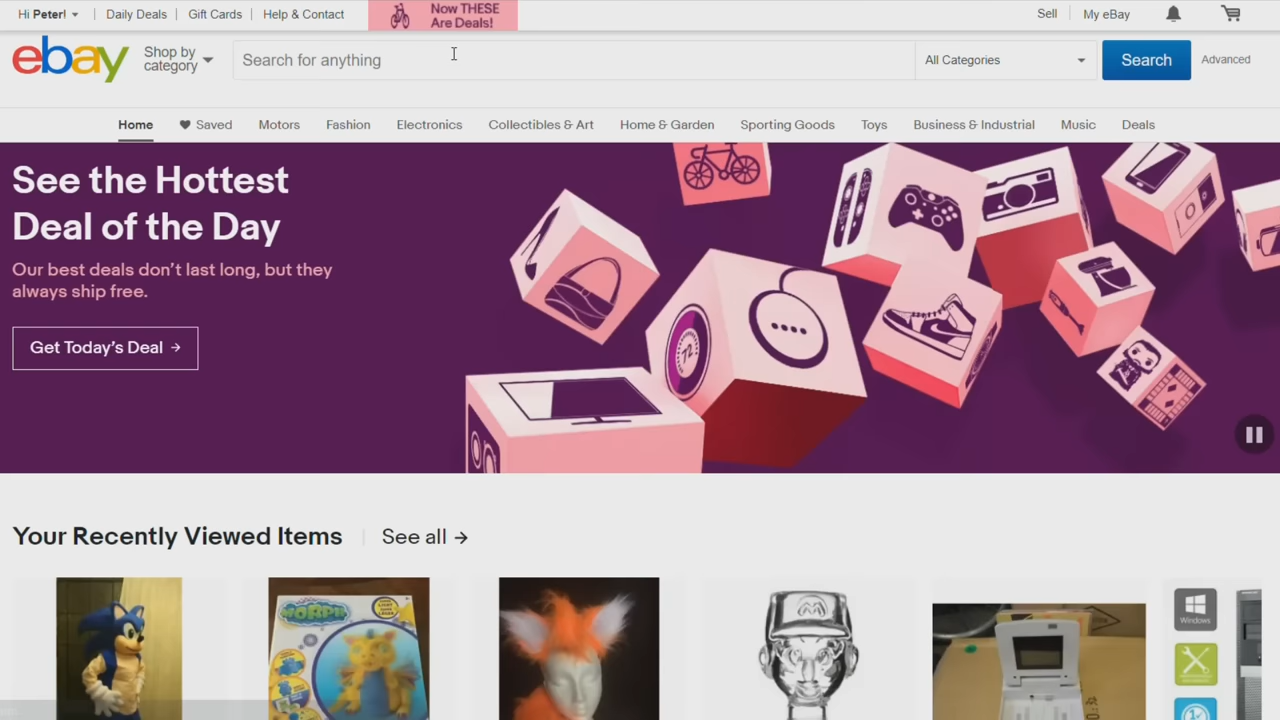 Hi Peter!
Daily Deals
Gift Cards
Help & Contact
Now THESE
Are Deals!
Sell
My eBay
ebay
Shop by
category
Search for anything
All Categories
Search
Advanced
Home
Saved
Motors
Fashion
Electronics
Collectibles & Art
Home & Garden
Sporting Goods
Toys
Business & Industrial
Music
Deals
See the Hottest
Deal of the Day
Our best deals don't last long, but they
always ship free.
Get Today's Deal →
Your Recently Viewed Items
See all →
MORPH
M
Windows